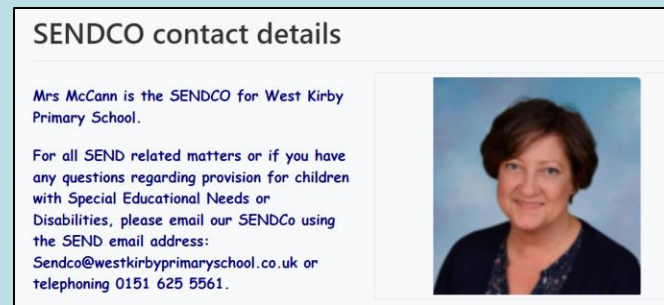 SENDCO contact details
Mrs McCann is the SENDCO for West Kirby
Primary School.
For all SEND related matters or if you have
any questions regarding provision for children
with Special Educational Needs or
Disabilities, please email our SENDCo using
the SEND email address:
Sendco@westkirbyprimaryschool.co.uk or
telephoning 0151 625 5561.